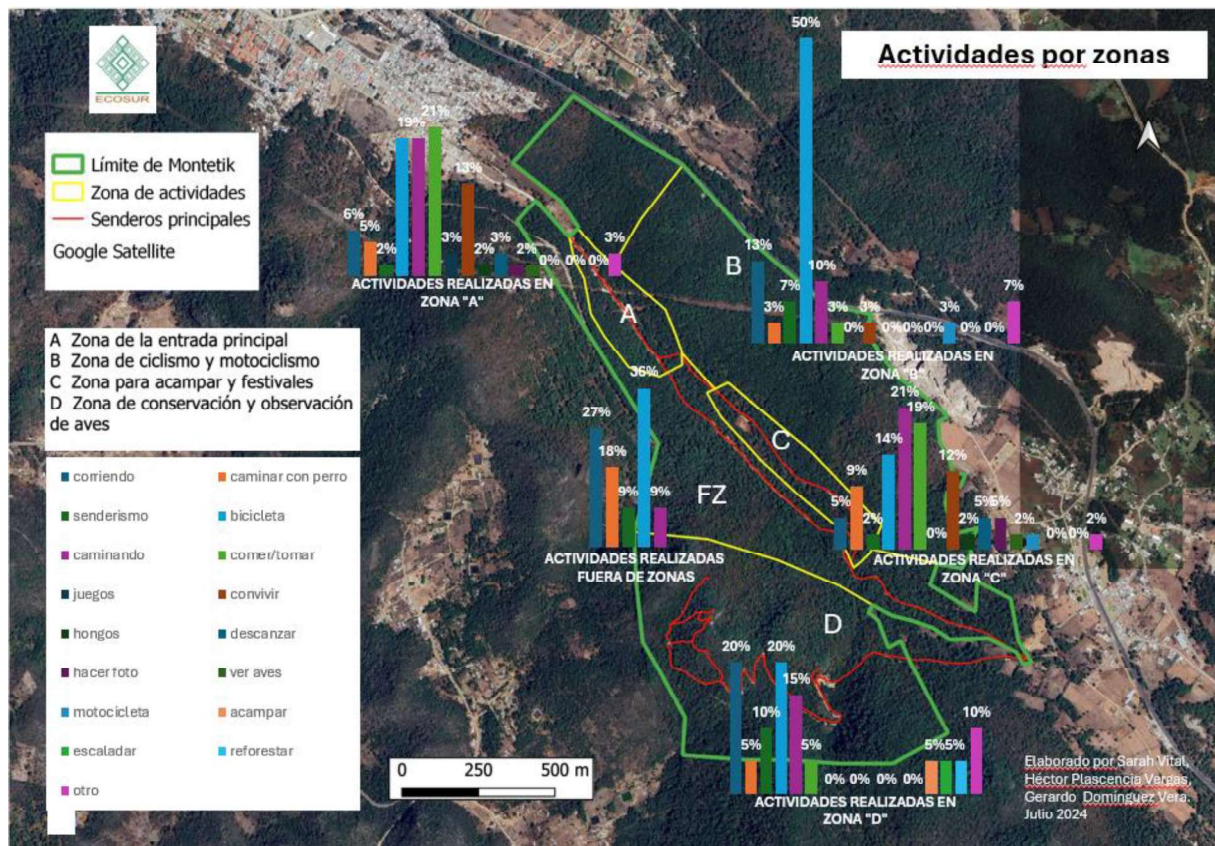 ECOSUR
Actividades por zonas
Límite de Montetik
Zona de actividades
Senderos principales
Google Satellite
A Zona de la entrada principal
B Zona de ciclismo y motociclismo
C Zona para acampar y festivales
D Zona de conservación y observación
de aves
corriendo
caminar con perro
senderismo
bicicleta
caminando
comer/tomar
juegos
convivir
hongos
descanzar
hacer foto
ver aves
motocicleta
acampar
escaladar
reforestar
otro
6%
5%
2%
19%
21%
3%
13%
2%
3%
2%
0% 0% 0%
3%
ACTIVIDADES REALIZADAS EN
ZONA "A"
A
13%
3%
7%
50%
10%
3%
0%
3%
0% 0% 0%
3%
0% 0%
7%
ACTIVIDADES REALIZADAS EN
ZONA "B"
B
27%
18%
9%
36%
9%
FZ
ACTIVIDADES REALIZADAS
FUERA DE ZONAS
C
5%
9%
2%
14%
21%
19%
0%
12%
2%
5%
5%
2%
0% 0%
2%
ACTIVIDADES REALIZADAS EN
ZONA "C"
D
20%
5%
10%
20%
15%
5%
0% 0% 0% 0%
5%
5%
10%
ACTIVIDADES REALIZADAS EN
ZONA "D"
0 250 500 m
Elaborado por Sarah Vital,
Héctor Plascencia Vergas,
Gerardo Domínguez Vera.
Julio 2024